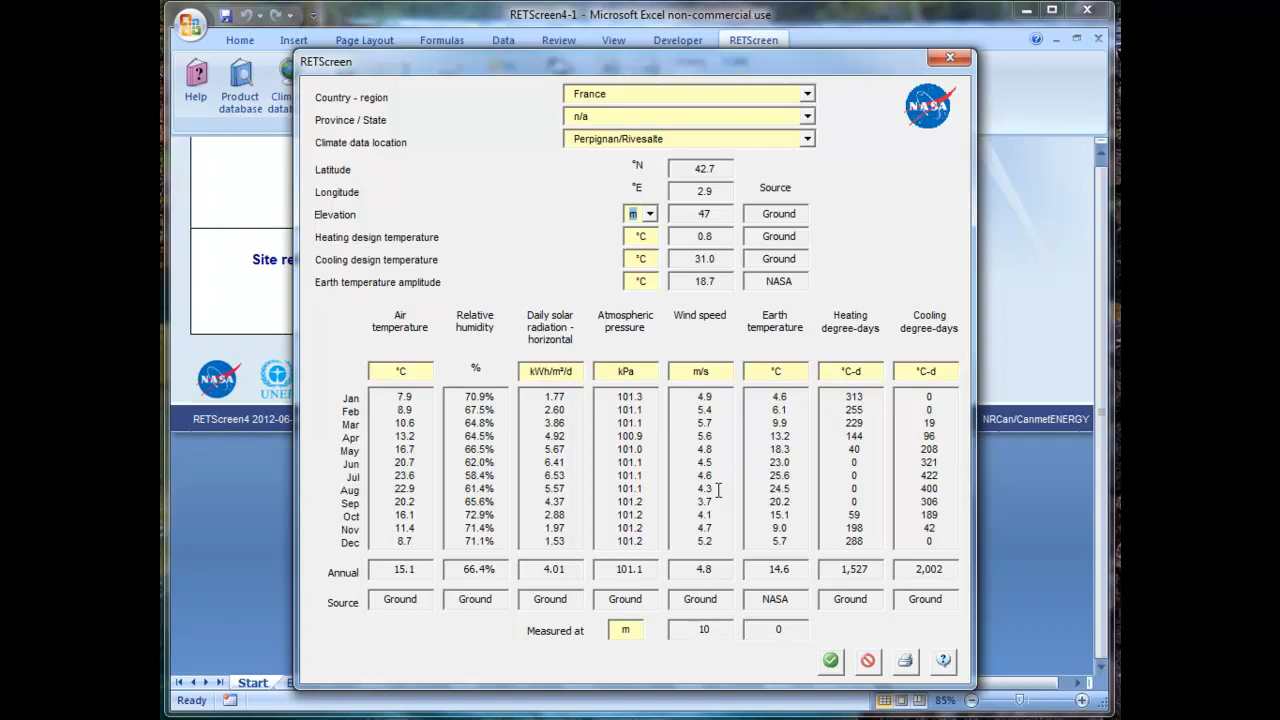 RETScreen4-1 - Microsoft Excel non-commercial use
Home Insert Page Layout Formulas Data Review View Developer RETScreen
RETScreen
Help
Product database
Clim
datab
Country - region France
Province / State n/a
Climate data location Perpignan/Rivesalte
NASA
Latitude °N 42.7
Longitude °E 2.9 Source
Elevation m 47 Ground
Heating design temperature °C 0.8 Ground
Cooling design temperature °C 31.0 Ground
Earth temperature amplitude °C 18.7 NASA
Site re
Air temperature Relative humidity Daily solar radiation - horizontal Atmospheric pressure Wind speed Earth temperature Heating degree-days Cooling degree-days
°C % kWh/m²/d kPa m/s °C °C-d °C-d
Jan 7.9 70.9% 1.77 101.3 4.9 4.6 313 0
Feb 8.9 67.5% 2.60 101.1 5.4 6.1 255 0
Mar 10.6 64.8% 3.86 101.1 5.7 9.9 229 19
Apr 13.2 64.5% 4.92 100.9 5.6 13.2 144 96
May 16.7 66.5% 5.67 101.0 4.8 18.3 40 208
Jun 20.7 62.0% 6.41 101.1 4.5 23.0 0 321
Jul 23.6 58.4% 6.53 101.1 4.6 25.6 0 422
Aug 22.9 61.4% 5.57 101.1 4.3 24.5 0 400
Sep 20.2 65.6% 4.37 101.2 3.7 20.2 0 306
Oct 16.1 72.9% 2.88 101.2 4.1 15.1 59 189
Nov 11.4 71.4% 1.97 101.2 4.7 9.0 198 42
Dec 8.7 71.1% 1.53 101.2 5.2 5.7 288 0
Annual 15.1 66.4% 4.01 101.1 4.8 14.6 1,527 2,002
Source Ground Ground Ground Ground Ground NASA Ground Ground
Measured at m 10 0
NASA
UNE
RETScreen4 2012-06-
NRCan/CanmetENERGY
Start
Ready 85%